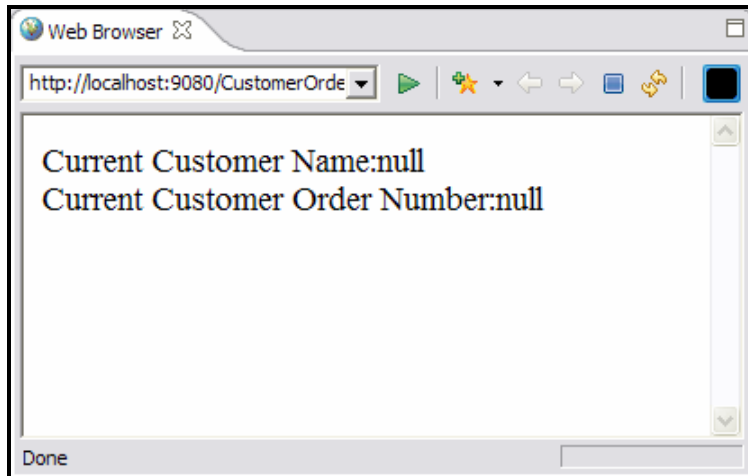 Web Browser
http://localhost:9080/CustomerOrde
Current Customer Name:null
Current Customer Order Number:null
Done